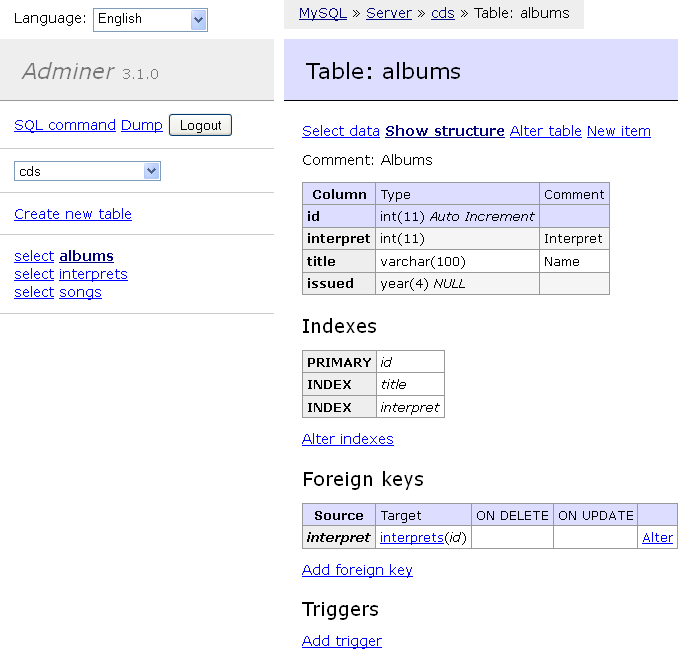 Language: English
Adminer 3.1.0
SQL command Dump Logout
cds
Create new table
select albums
select interprets
select songs
MySQL » Server » cds » Table: albums
Table: albums
Select data Show structure Alter table New item
Comment: Albums
Column Type Comment
id int(11) Auto Increment
interpret int(11) Interpret
title varchar(100) Name
issued year(4) NULL
Indexes
PRIMARY id
INDEX title
INDEX interpret
Alter indexes
Foreign keys
Source Target ON DELETE ON UPDATE
interpret interprets(id) Alter
Add foreign key
Triggers
Add trigger